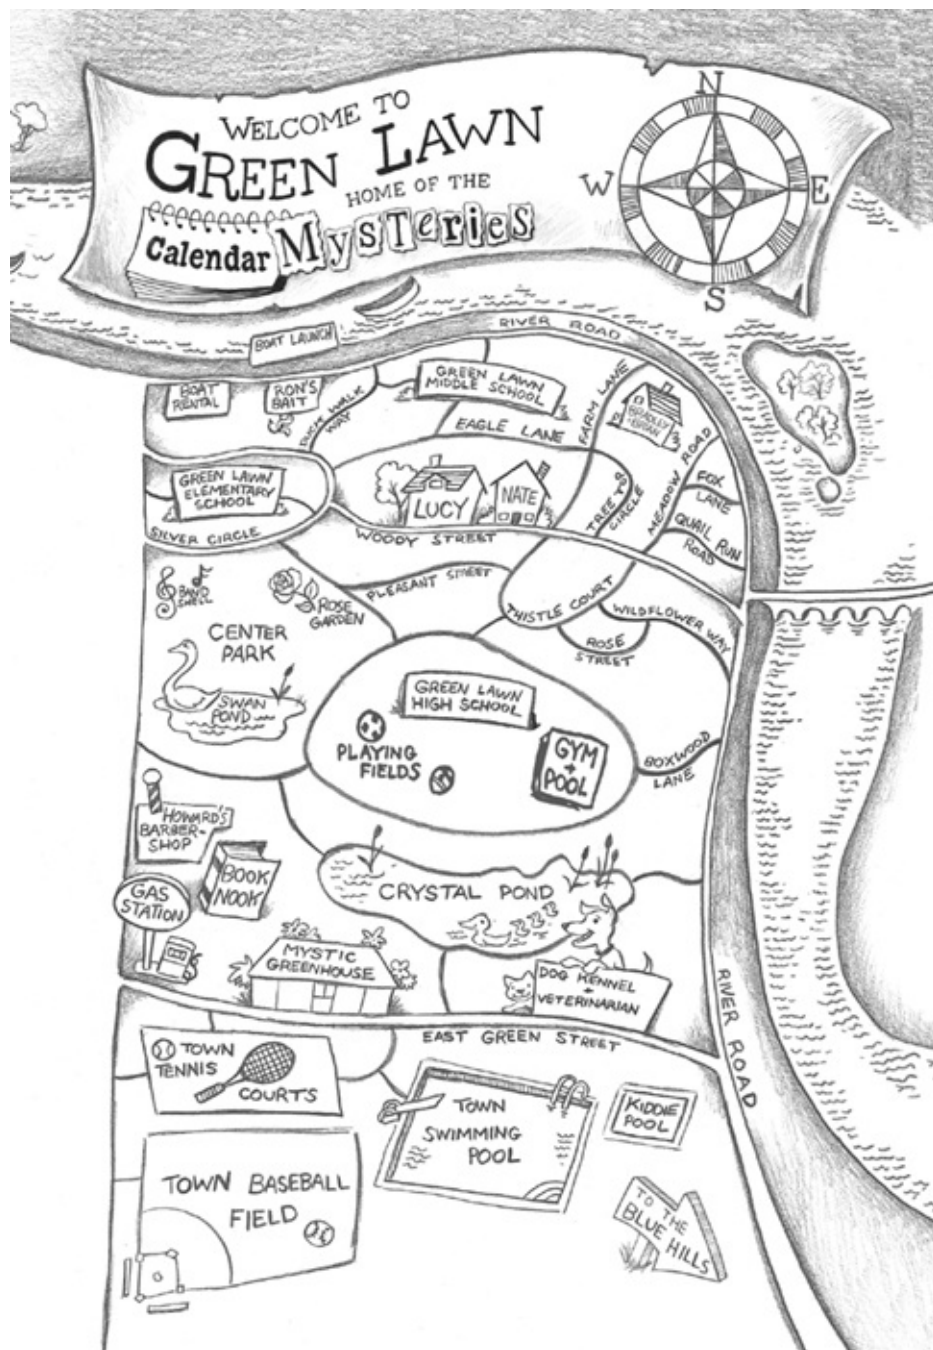 WELCOME TO
GREEN LAWN
HOME OF THE
Calendar Mysteries
N
W
E
S
BOAT LAUNCH
RIVER ROAD
BOAT
RENTAL
RON'S
BAIT
DUCK WALK
WAY
GREEN LAWN
MIDDLE SCHOOL
EAGLE LANE
FARM LANE
BRADLEY
BRIAN
MEADOW ROAD
FOX
LANE
QUAIL RUN
ROAD
TREE TOP
CIRCLE
GREEN LAWN
ELEMENTARY
SCHOOL
SILVER CIRCLE
LUCY
NATE
WOODY STREET
PLEASANT STREET
THISTLE COURT
WILDFLOWER WAY
ROSE
STREET
BAND
SHELL
ROSE
GARDEN
CENTER
PARK
SWAN
POND
GREEN LAWN
HIGH SCHOOL
PLAYING
FIELDS
GYM
+
POOL
BOXWOOD
LANE
HOWARD'S
BARBER-
SHOP
BOOK
NOOK
GAS
STATION
CRYSTAL POND
MYSTIC
GREENHOUSE
DOG KENNEL
+
VETERINARIAN
RIVER ROAD
EAST GREEN STREET
TOWN
TENNIS
COURTS
TOWN
SWIMMING
POOL
KIDDIE
POOL
TOWN BASEBALL
FIELD
TO THE
BLUE HILLS